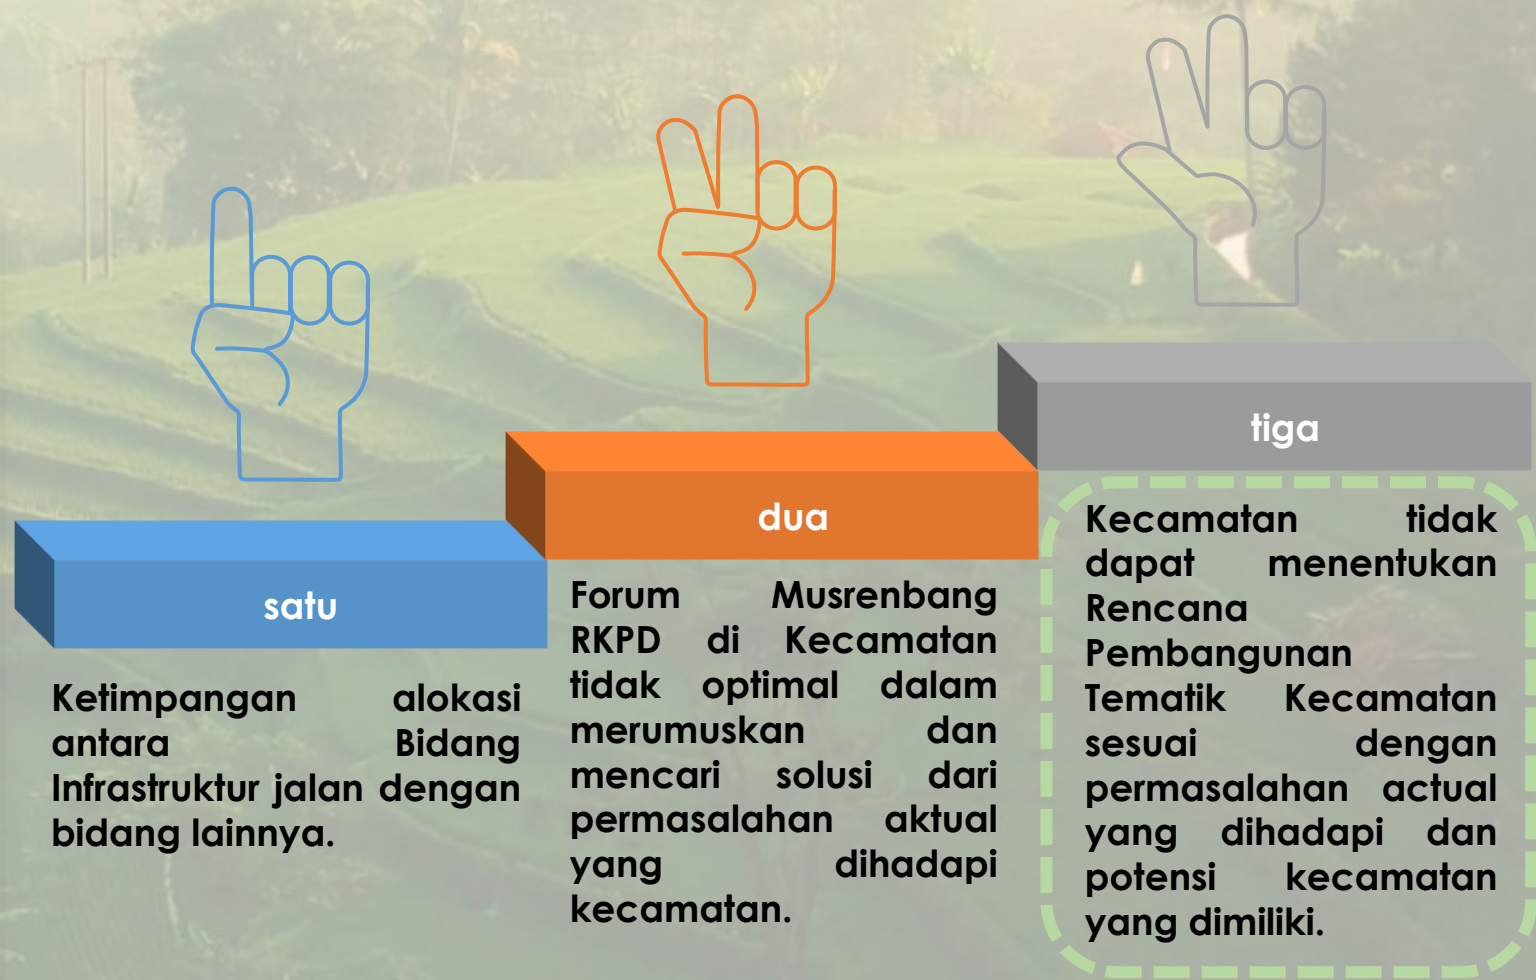 satu
Ketimpangan alokasi
antara Bidang
Infrastruktur jalan dengan
bidang lainnya.
dua
Forum Musrenbang
RKPD di Kecamatan
tidak optimal dalam
merumuskan dan
mencari solusi dari
permasalahan aktual
yang dihadapi
kecamatan.
tiga
Kecamatan tidak
dapat menentukan
Rencana
Pembangunan
Tematik Kecamatan
sesuai dengan
permasalahan actual
yang dihadapi dan
potensi kecamatan
yang dimiliki.